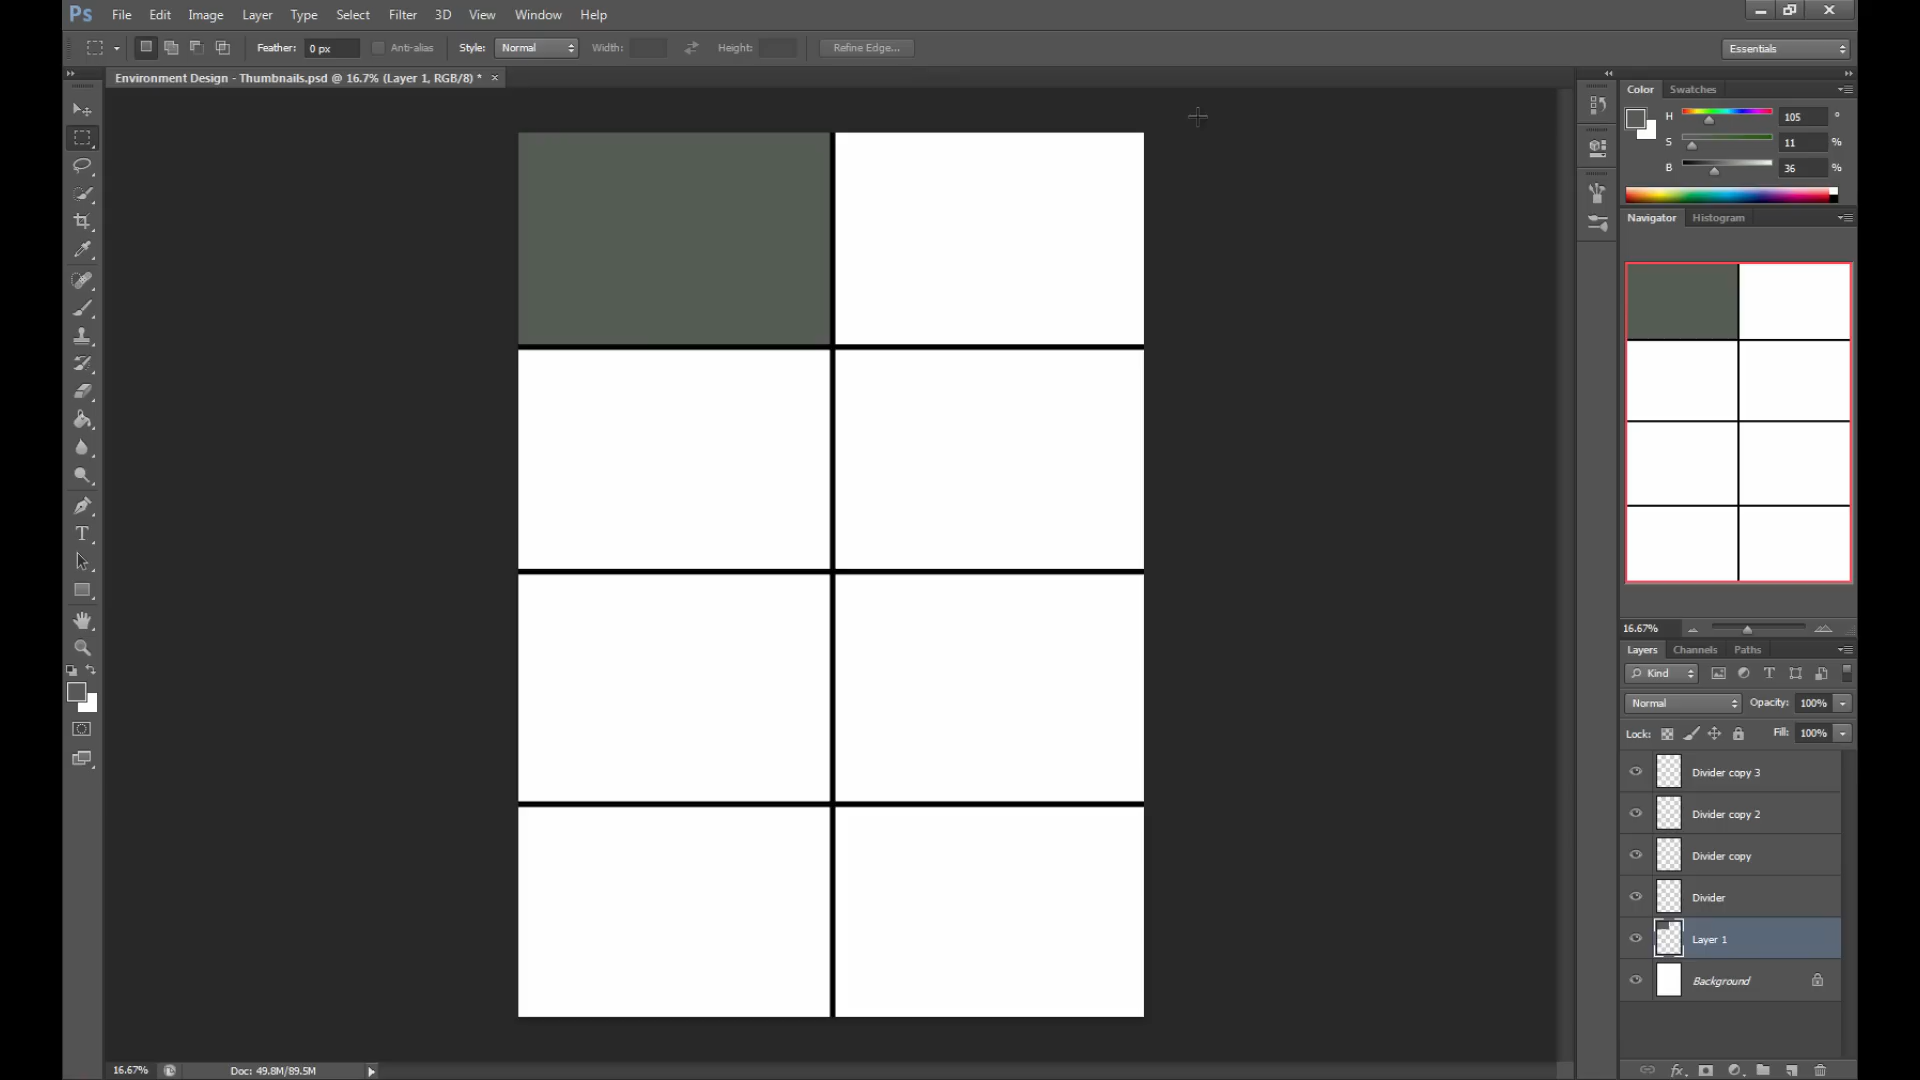 Ps File Edit Image Layer Type Select Filter 3D View Window Help
Feather: 0 px Anti-alias Style: Normal Width: Height: Refine Edge... Essentials
Environment Design - Thumbnails.psd @ 16.7% (Layer 1, RGB/8) * ×
Color Swatches
H 105 °
S 11 %
B 36 %
Navigator Histogram
16.67%
Layers Channels Paths
Kind
Normal Opacity: 100%
Lock: Fill: 100%
Divider copy 3
Divider copy 2
Divider copy
Divider
Layer 1
Background
16.67% Doc: 49.8M/89.5M